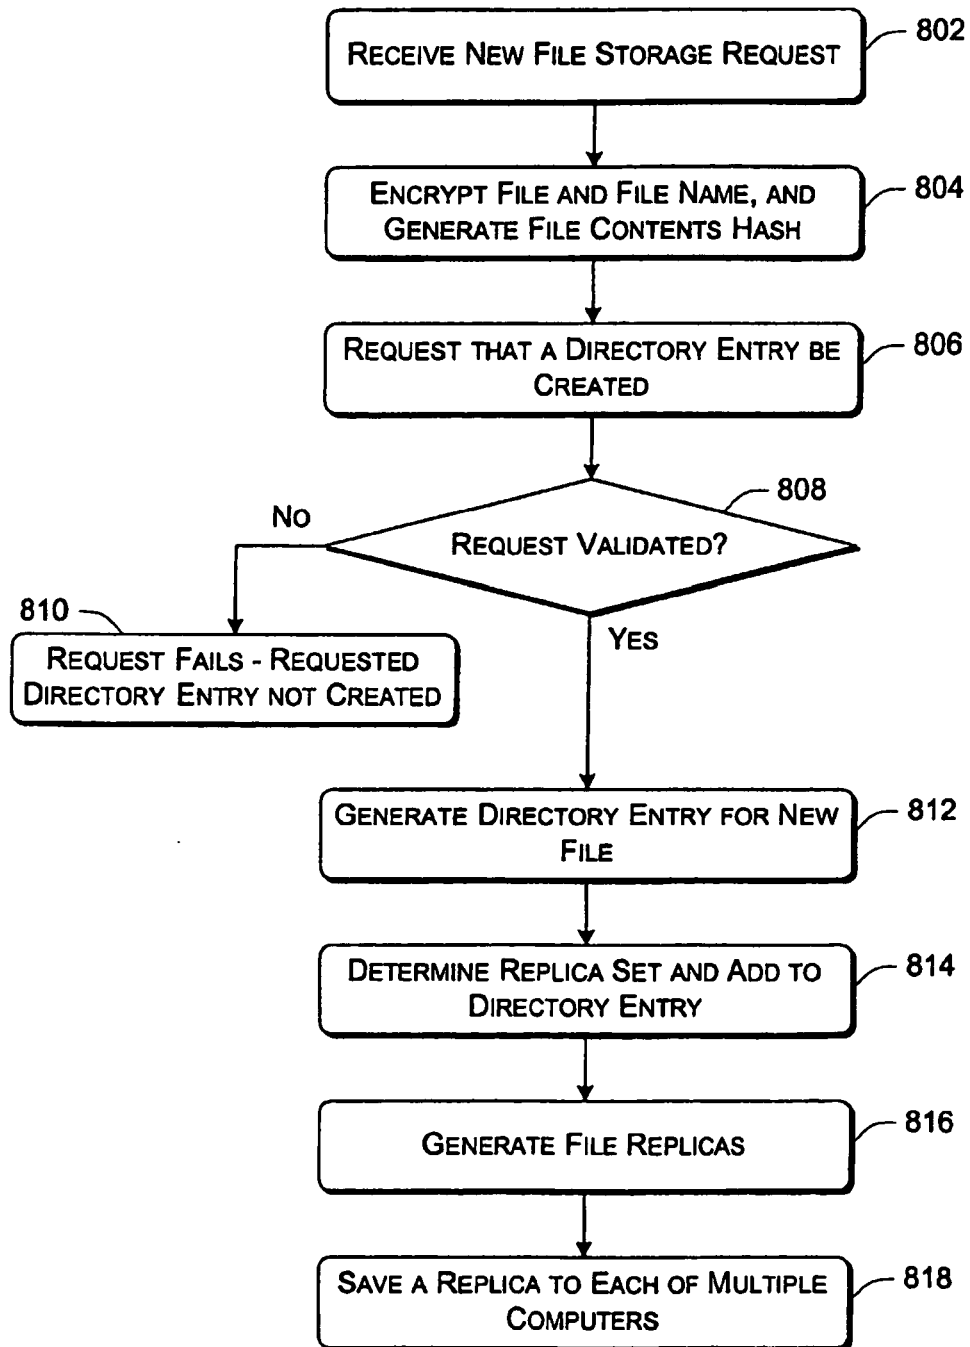 RECEIVE NEW FILE STORAGE REQUEST
802
ENCRYPT FILE AND FILE NAME, AND
GENERATE FILE CONTENTS HASH
804
REQUEST THAT A DIRECTORY ENTRY BE
CREATED
806
REQUEST VALIDATED?
808
NO
YES
810
REQUEST FAILS - REQUESTED
DIRECTORY ENTRY NOT CREATED
GENERATE DIRECTORY ENTRY FOR NEW
FILE
812
DETERMINE REPLICA SET AND ADD TO
DIRECTORY ENTRY
814
GENERATE FILE REPLICAS
816
SAVE A REPLICA TO EACH OF MULTIPLE
COMPUTERS
818